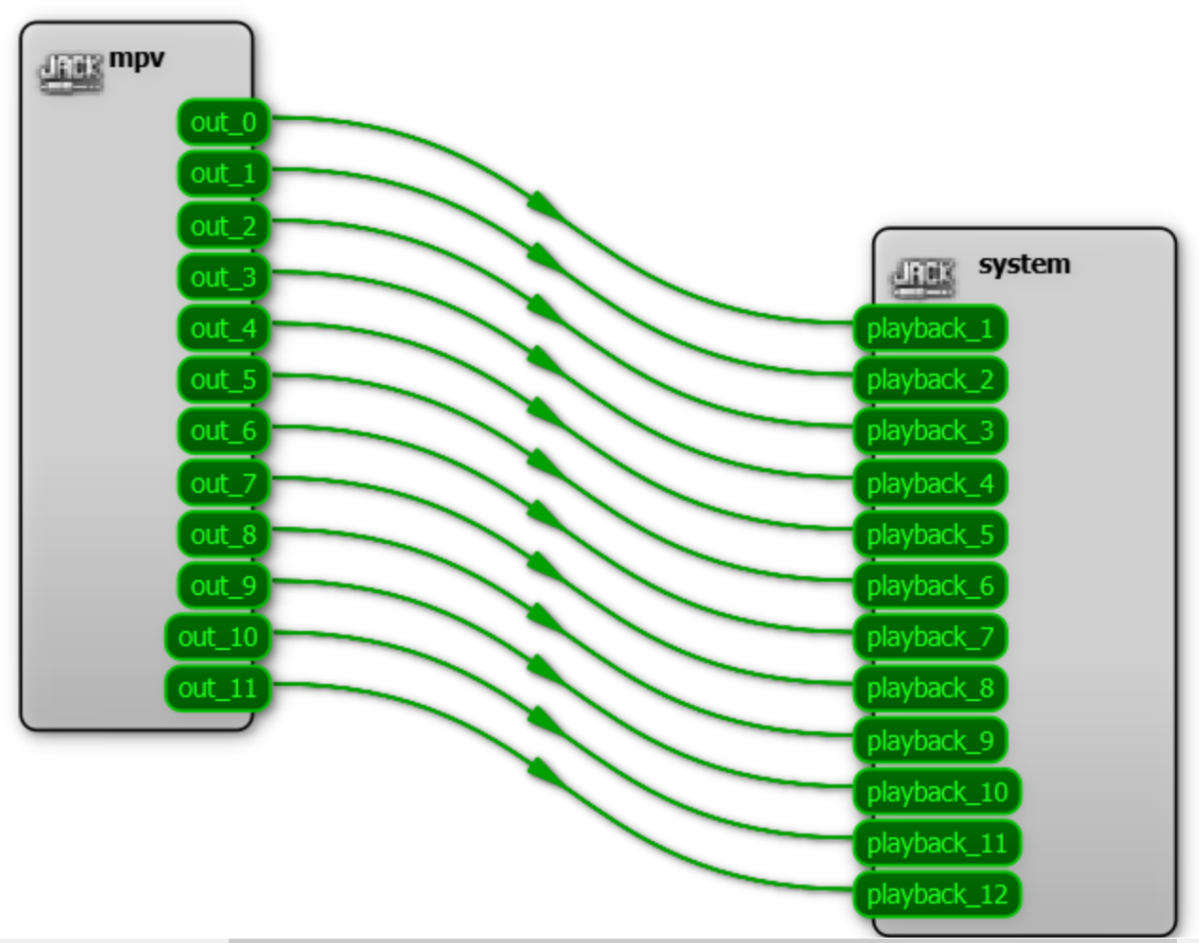 JACK mpv
out_0
out_1
out_2
out_3
out_4
out_5
out_6
out_7
out_8
out_9
out_10
out_11
JACK system
playback_1
playback_2
playback_3
playback_4
playback_5
playback_6
playback_7
playback_8
playback_9
playback_10
playback_11
playback_12